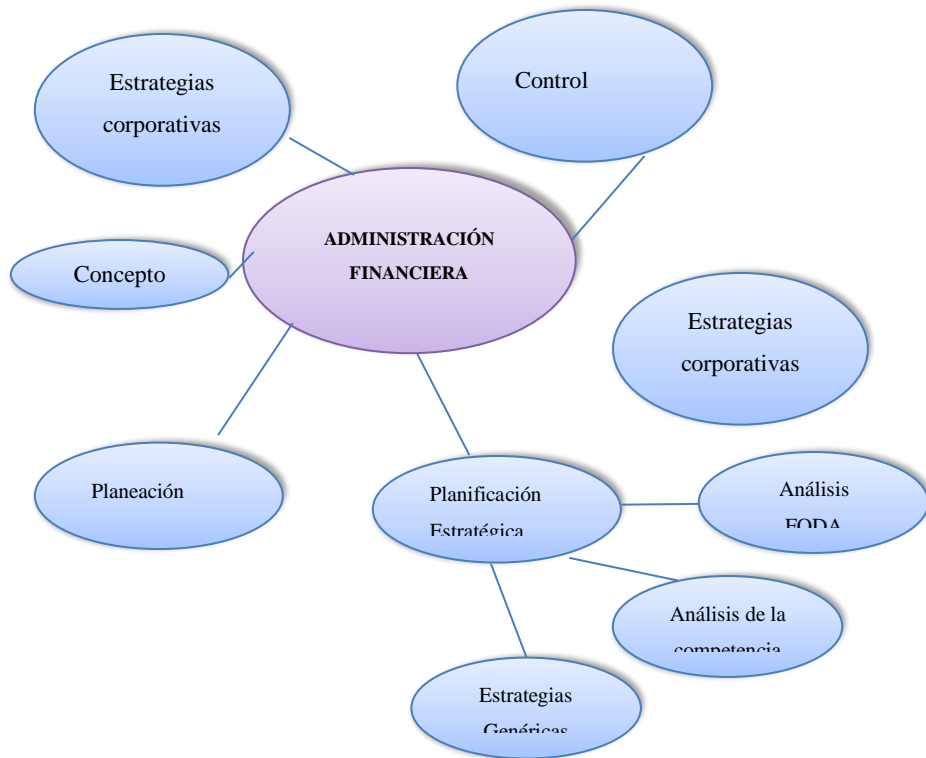 Estrategias
corporativas
Control
ADMINISTRACIÓN
FINANCIERA
Concepto
Estrategias
corporativas
Planeación
Planificación
Estratégica
Análisis
FODA
Análisis de la
competencia
Estrategias
Genéricas